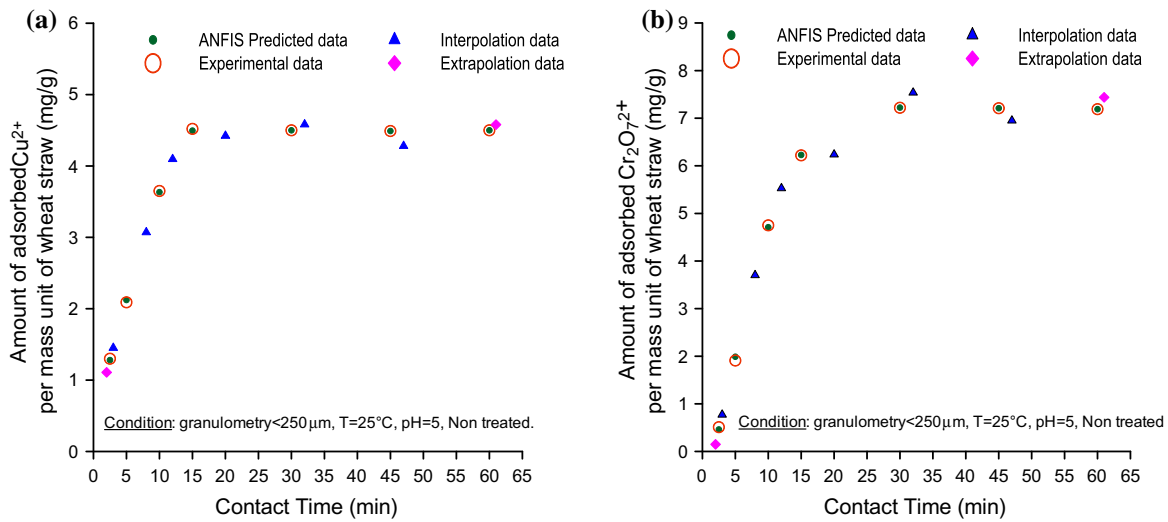 (a)
6
5
4
3
2
1
0
Amount of adsorbedCu2+
per mass unit of wheat straw (mg/g)
ANFIS Predicted data
Experimental data
Interpolation data
Extrapolation data
Condition: granulometry<250μm, T=25°C, pH=5, Non treated.
0 5 10 15 20 25 30 35 40 45 50 55 60 65
Contact Time (min)
(b)
9
8
7
6
5
4
3
2
1
0
Amount of adsorbed Cr2O72+
per mass unit of wheat straw (mg/g)
ANFIS Predicted data
Experimental data
Interpolation data
Extrapolation data
Condition: granulometry<250μm, T=25°C, pH=5, Non treated
0 5 10 15 20 25 30 35 40 45 50 55 60 65
Contact Time (min)